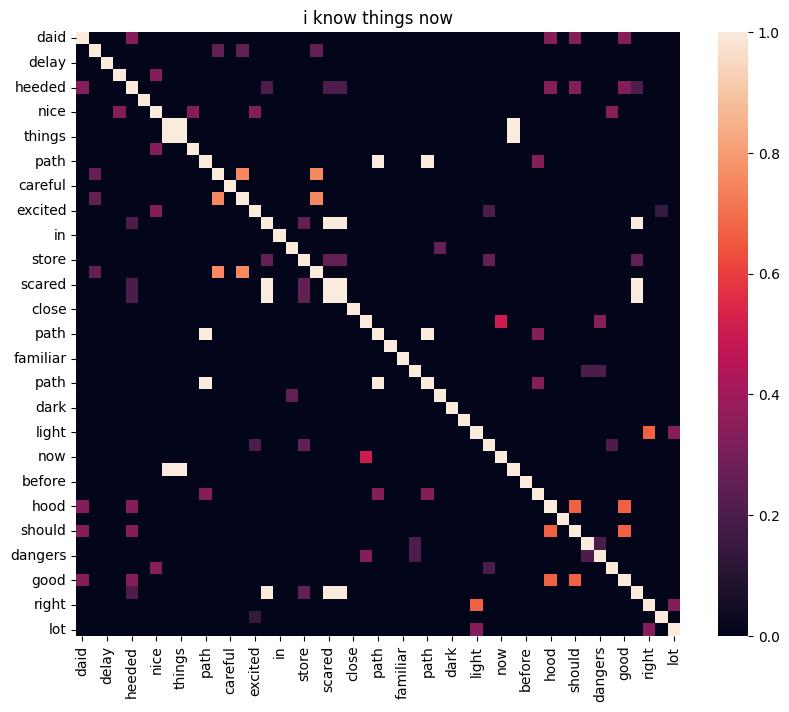 i know things now
daid
delay
heeded
nice
things
path
careful
excited
in
store
scared
close
path
familiar
path
dark
light
now
before
hood
should
dangers
good
right
lot
1.0
0.8
0.6
0.4
0.2
0.0
daid
delay
heeded
nice
things
path
careful
excited
in
store
scared
close
path
familiar
path
dark
light
now
before
hood
should
dangers
good
right
lot